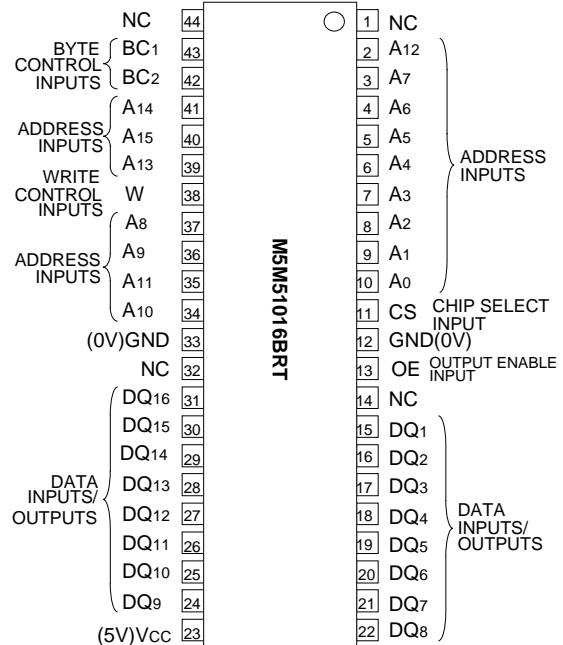 NC 44
BYTE CONTROL INPUTS
BC1 43
BC2 42
ADDRESS INPUTS
A14 41
A15 40
A13 39
WRITE CONTROL INPUTS
W 38
ADDRESS INPUTS
A8 37
A9 36
A11 35
A10 34
(0V)GND 33
NC 32
DATA INPUTS/ OUTPUTS
DQ16 31
DQ15 30
DQ14 29
DQ13 28
DQ12 27
DQ11 26
DQ10 25
DQ9 24
(5V)VCC 23
M5M51016BRT
1 NC
2 A12
3 A7
4 A6
5 A5
6 A4
7 A3
8 A2
9 A1
10 A0
ADDRESS INPUTS
11 CS CHIP SELECT INPUT
12 GND(0V)
13 OE OUTPUT ENABLE INPUT
14 NC
15 DQ1
16 DQ2
17 DQ3
18 DQ4
19 DQ5
20 DQ6
21 DQ7
22 DQ8
DATA INPUTS/ OUTPUTS